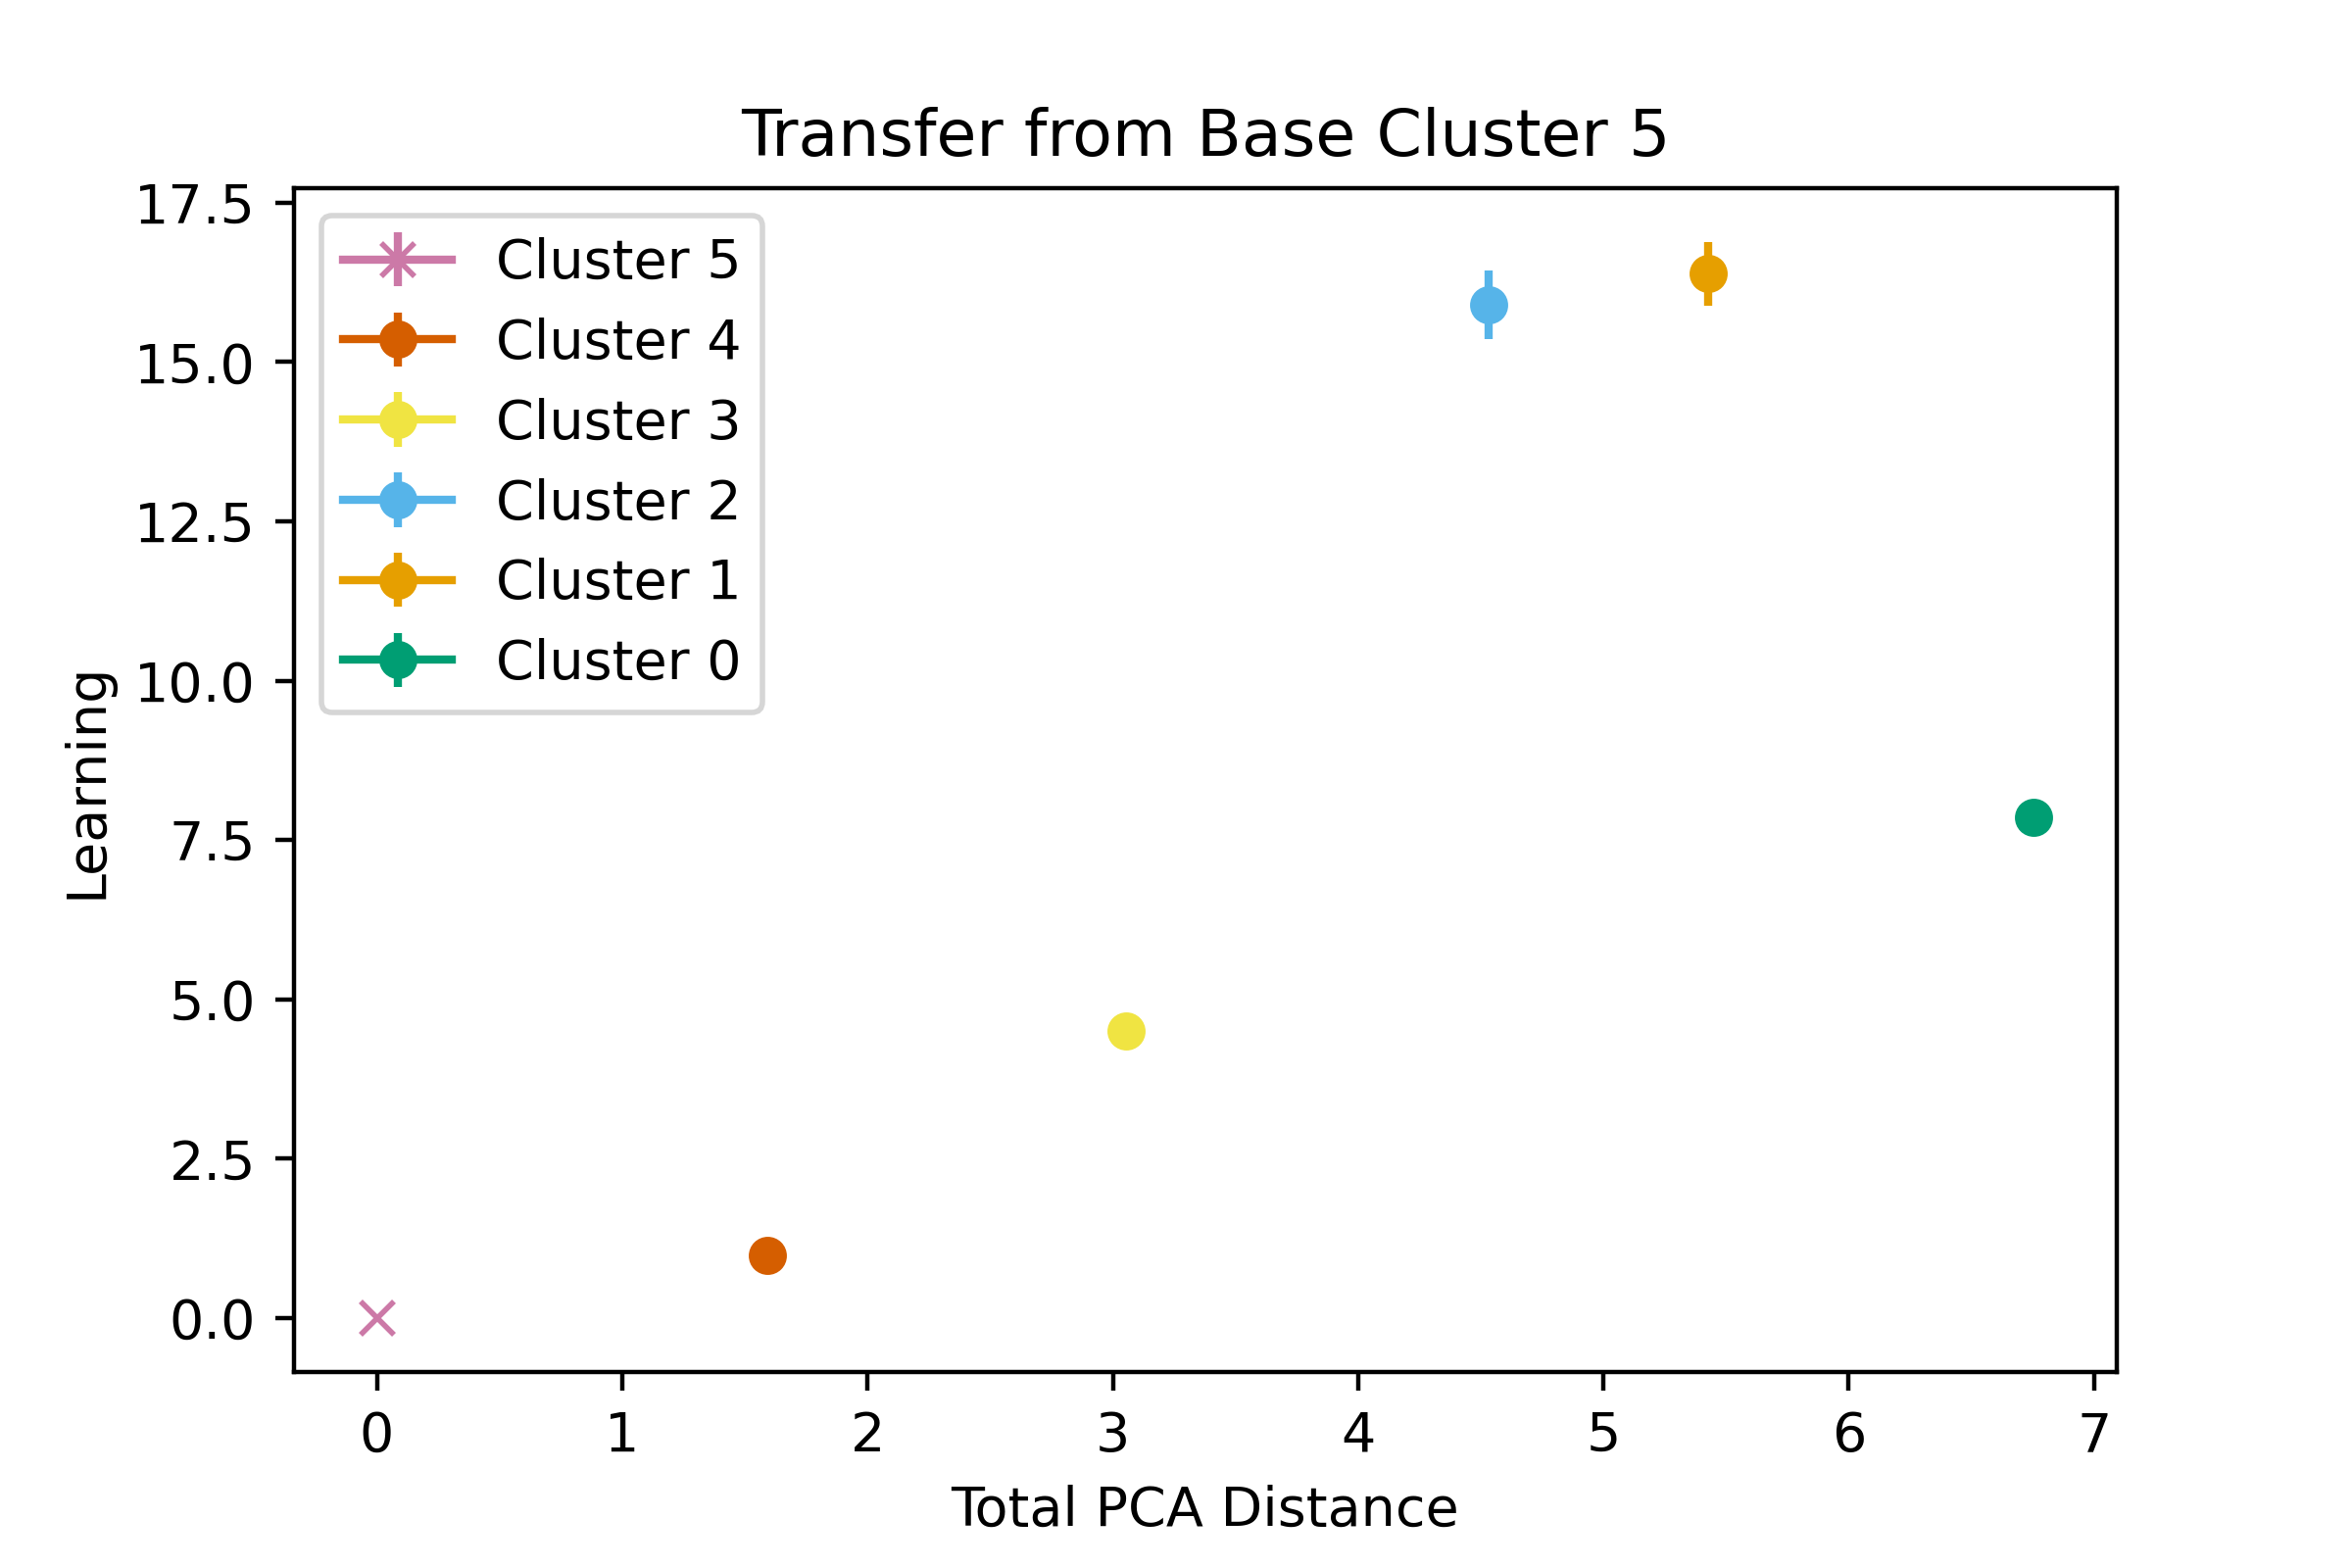 Transfer from Base Cluster 5
17.5
15.0
12.5
10.0
7.5
5.0
2.5
0.0
Learning
Cluster 5
Cluster 4
Cluster 3
Cluster 2
Cluster 1
Cluster 0
0 1 2 3 4 5 6 7
Total PCA Distance